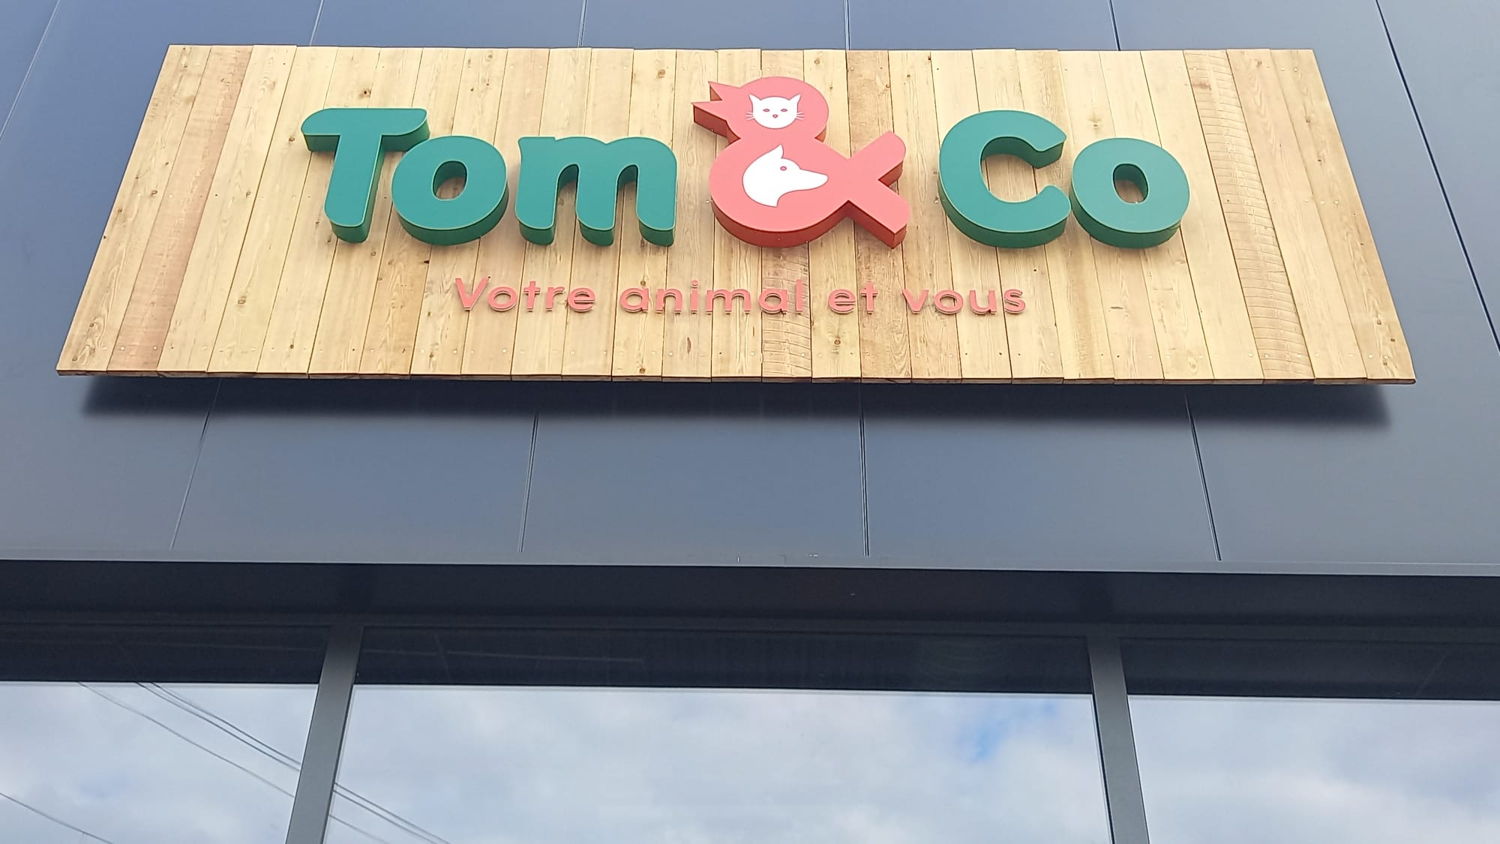 Tom & Co
Votre animal et vous